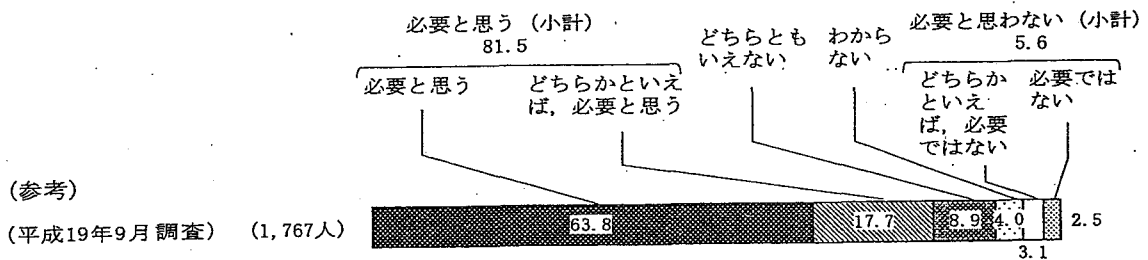 必要と思う（小計）
81.5
どちらとも
いえない
わから
ない
必要と思わない（小計）
5.6
必要と思う
どちらかといえ
ば，必要と思う
どちらか
といえ
ば，必要
ではない
必要では
ない
（参考）
（平成19年9月調査）　（1,767人）
63.8
17.7
8.9
4.0
3.1
2.5